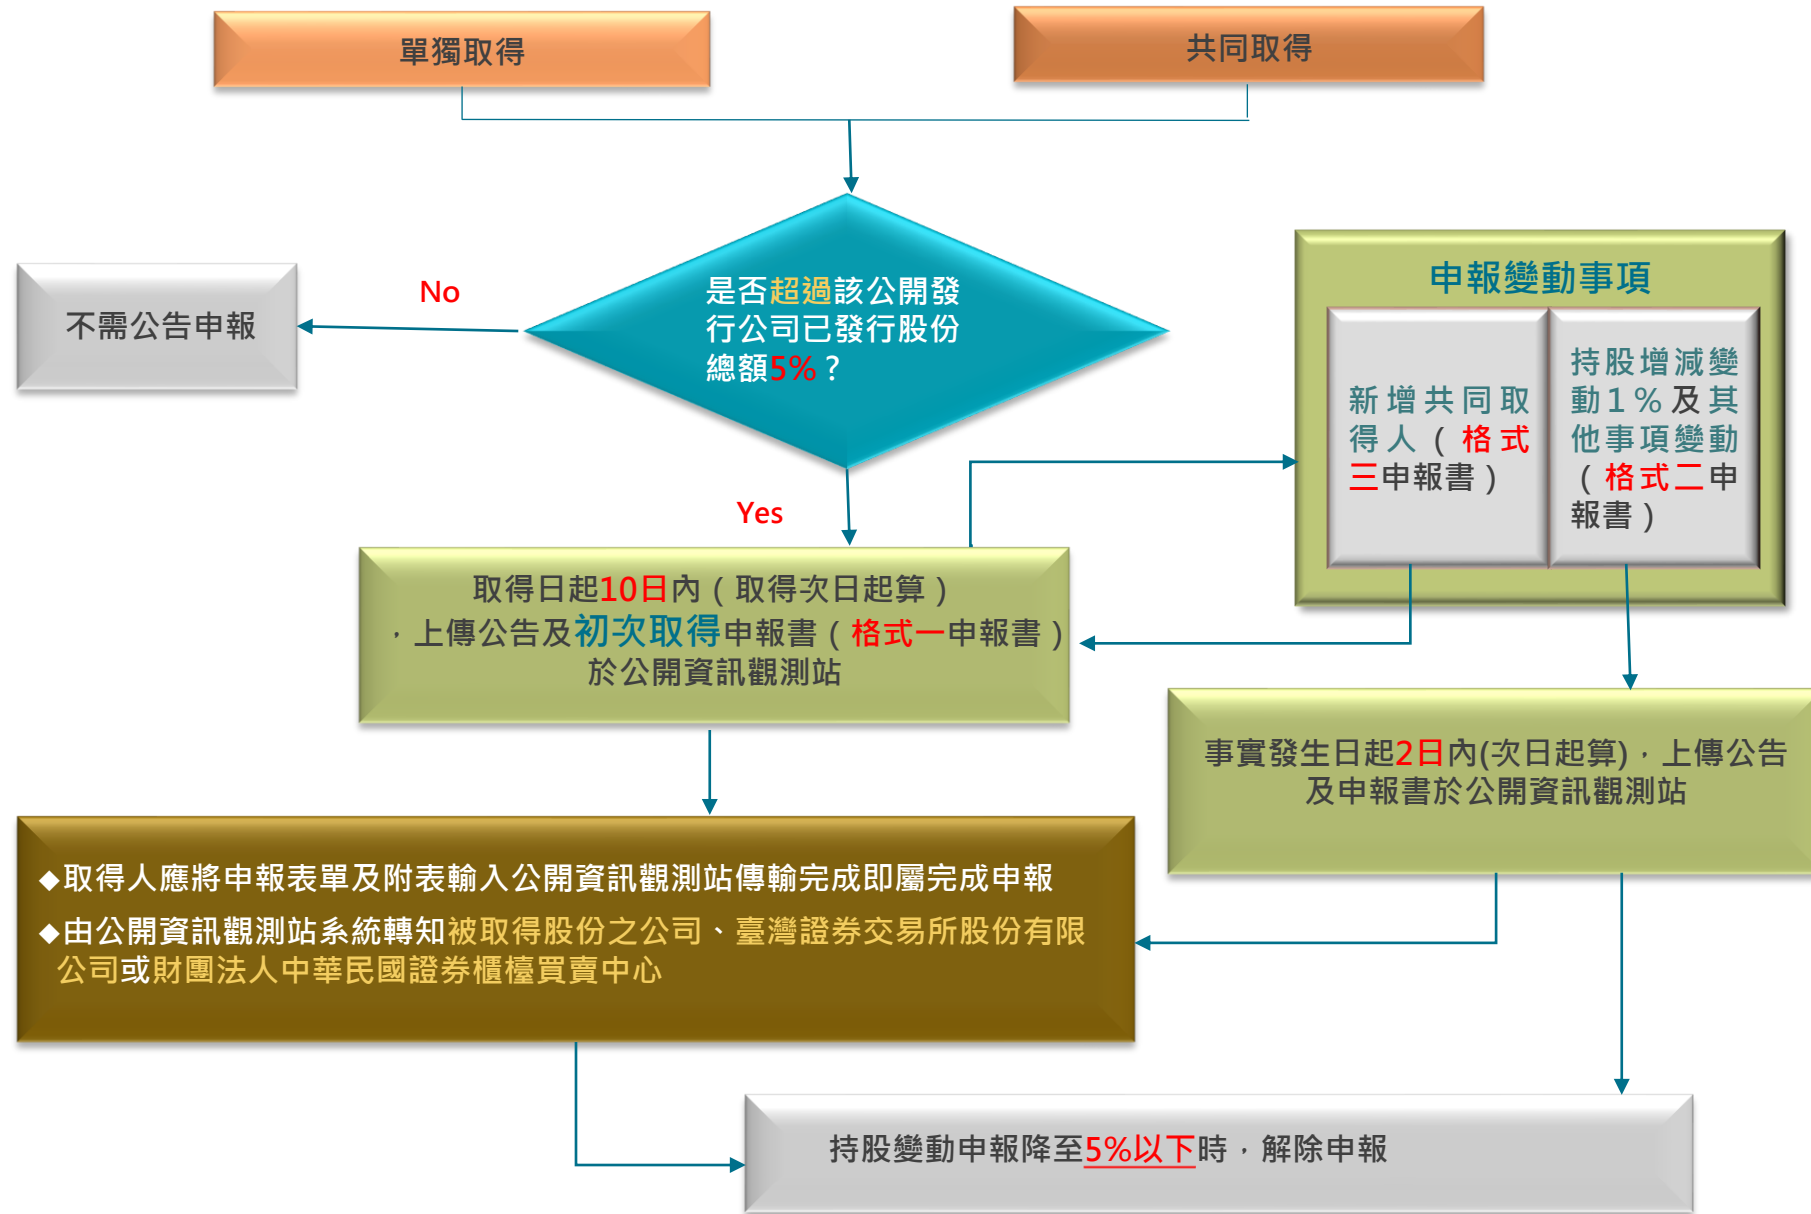 單獨取得
共同取得
是否超過該公開發
行公司已發行股份
總額5%？
No
不需公告申報
Yes
申報變動事項
新增共同取
得人（格式
三申報書）
持股增減變
動1%及其
他事項變動
（格式二申
報書）
取得日起10日內（取得次日起算）
，上傳公告及初次取得申報書（格式一申報書）
於公開資訊觀測站
事實發生日起2日內(次日起算)，上傳公告
及申報書於公開資訊觀測站
◆取得人應將申報表單及附表輸入公開資訊觀測站傳輸完成即屬完成申報
◆由公開資訊觀測站系統轉知被取得股份之公司、臺灣證券交易所股份有限
公司或財團法人中華民國證券櫃檯買賣中心
持股變動申報降至5%以下時，解除申報